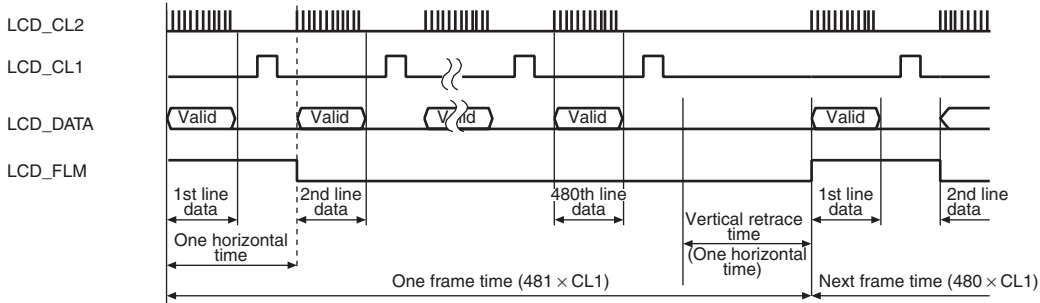 LCD_CL2
LCD_CL1
LCD_DATA
Valid
Valid
Valid
Valid
Valid
LCD_FLM
1st line
data
2nd line
data
480th line
data
1st line
data
2nd line
data
One horizontal
time
Vertical retrace
time
(One horizontal
time)
One frame time (481 × CL1)
Next frame time (480 × CL1)